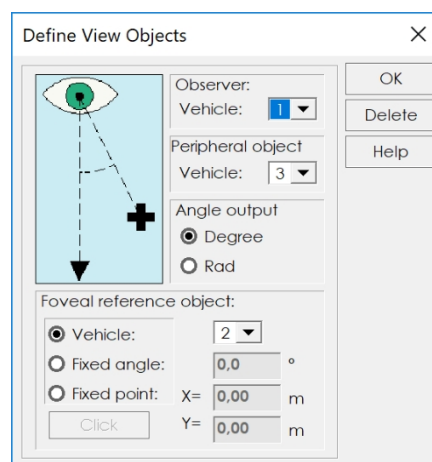 Define View Objects
Observer:
Vehicle: 1
OK
Delete
Help
Peripheral object
Vehicle: 3
Angle output
Degree
Rad
Foveal reference object:
Vehicle: 2
Fixed angle: 0,0 °
Fixed point: X= 0,00 m
Click Y= 0,00 m